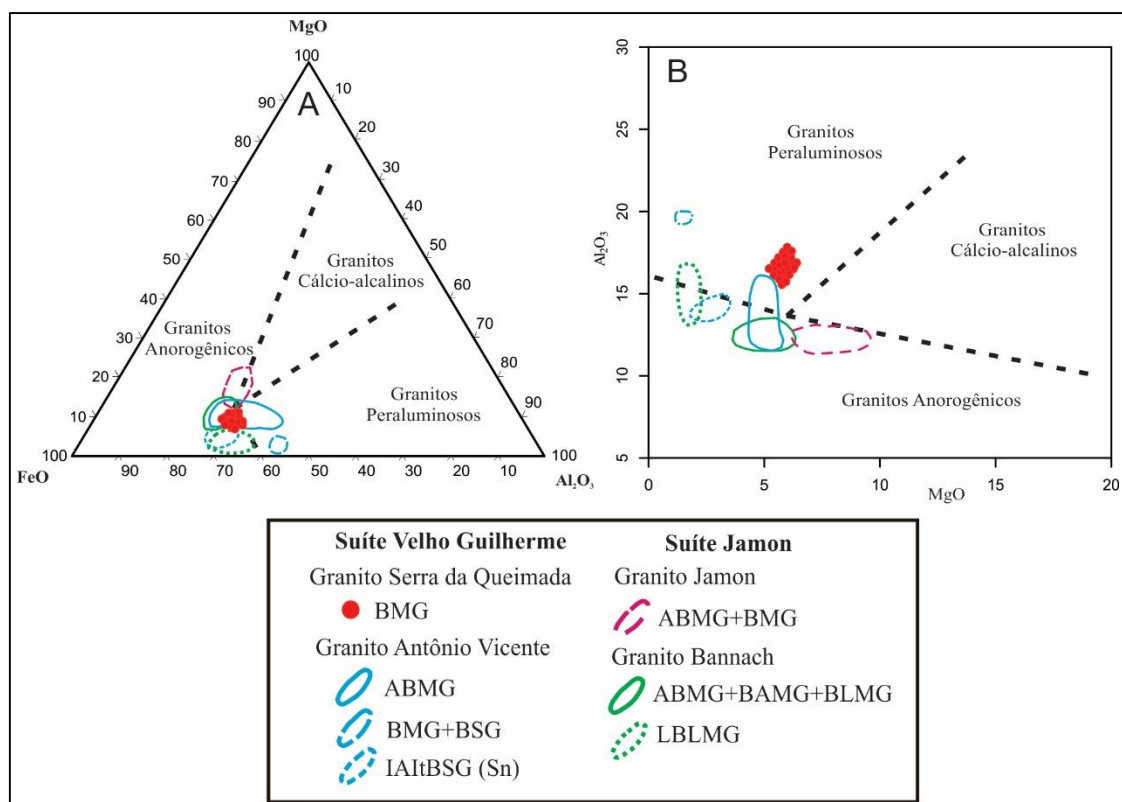 MgO
100
A
90
10
80
20
70
30
60
40
50
50
Granitos
Cálcio-alcalinos
40
60
Granitos
Anorogênicos
30
70
20
80
Granitos
Peraluminosos
10
90
100
100
FeO
90
80
70
60
50
40
30
20
10
Al₂O₃
30
B
Granitos
Peraluminosos
25
20
Al₂O₃
Granitos
Cálcio-alcalinos
15
10
Granitos Anorogênicos
5
0
5
10
MgO
15
20
Suíte Velho Guilherme
Granito Serra da Queimada
BMG
Granito Antônio Vicente
ABMG
BMG+BSG
IAItBSG (Sn)
Suíte Jamon
Granito Jamon
ABMG+BMG
Granito Bannach
ABMG+BAMG+BLMG
LBLMG